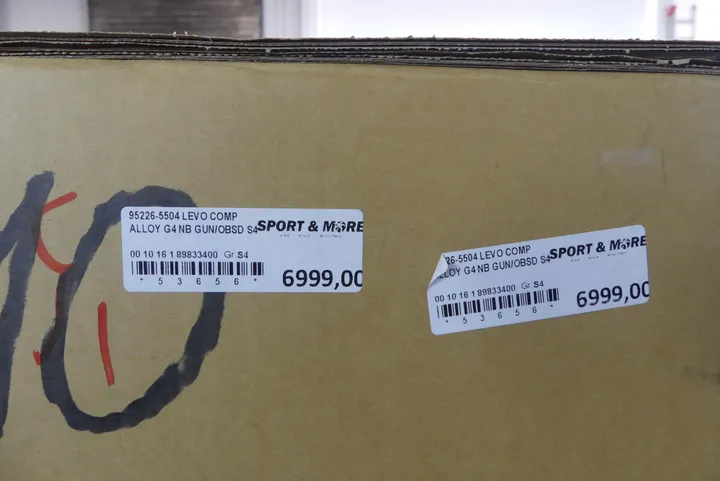 95226-5504 LEVO COMP
ALLOY G4 NB GUN/OBSD S4
SPORT & MORE
00 10 16 1.89833400 Gr.S4
* 5 3 6 5 6 *
6999,00
26-5504 LEVO COMP
LOY G4 NB GUN/OBSD S4
SPORT & MORE
00 10 16 1 89833400 Gr.S4
* 5 3 6 5 6 *
6999,00